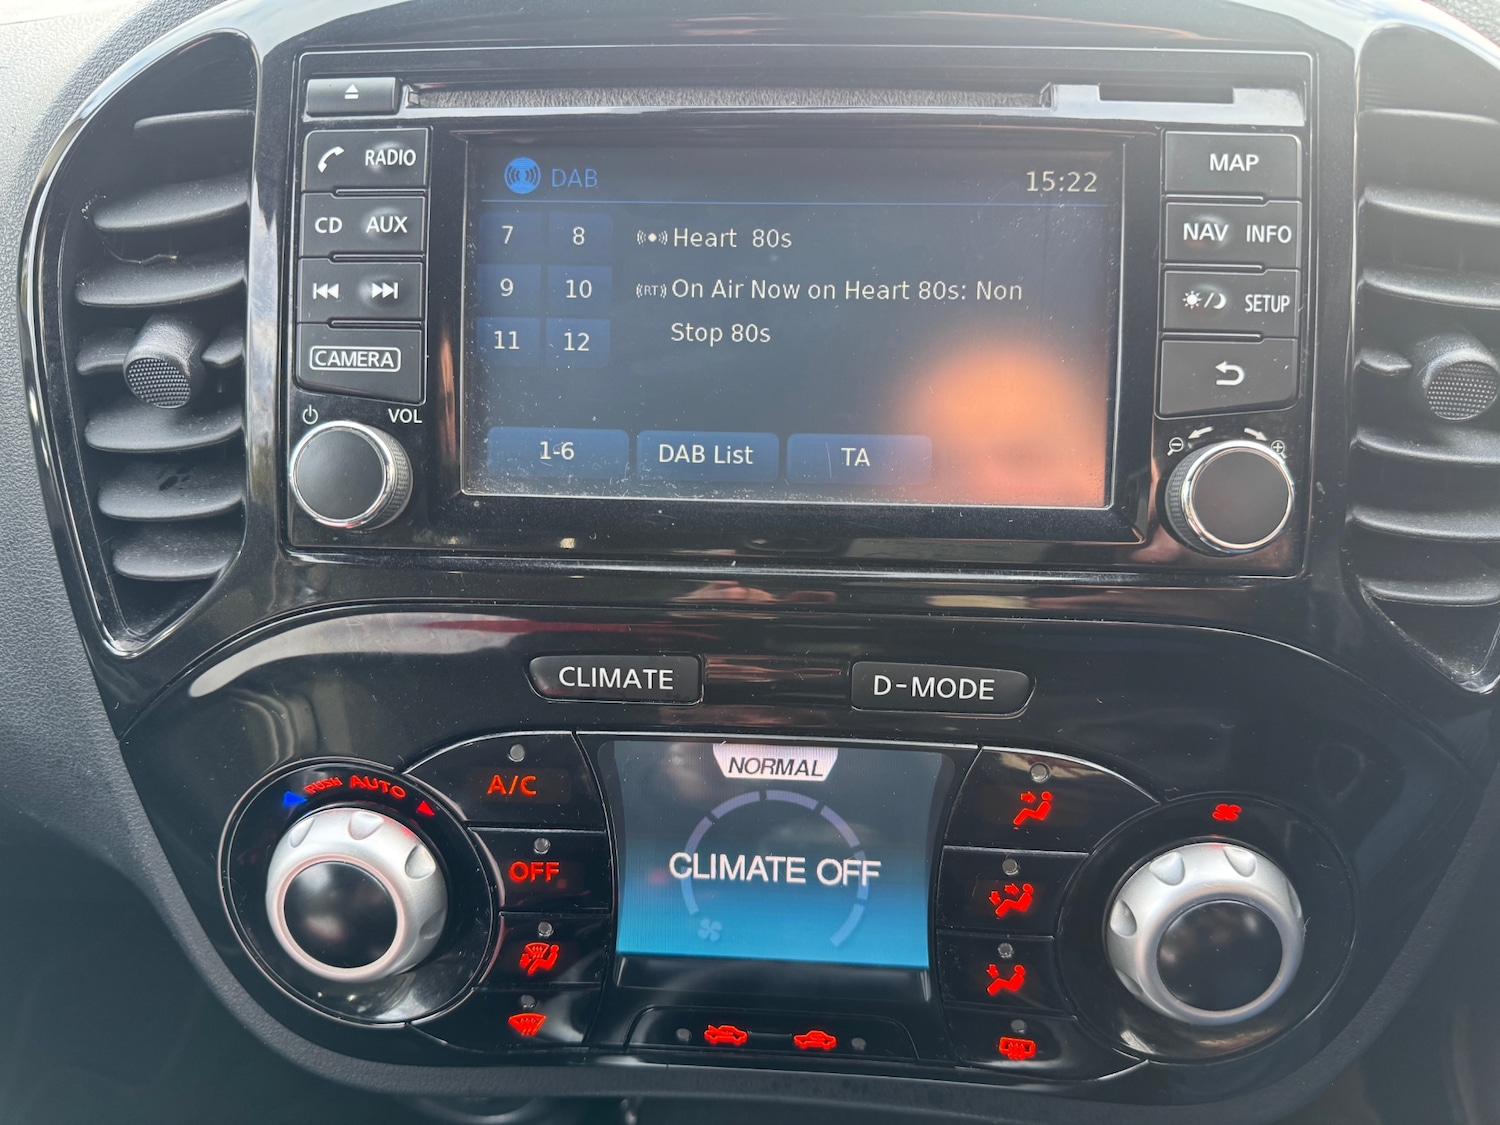 RADIO
CD AUX
CAMERA
VOL
DAB
15:22
7 8
9 10
11 12
Heart 80s
(RT) On Air Now on Heart 80s: Non
Stop 80s
1-6
DAB List
TA
MAP
NAV INFO
SETUP
CLIMATE
D-MODE
PUSH AUTO
A/C
OFF
NORMAL
CLIMATE OFF